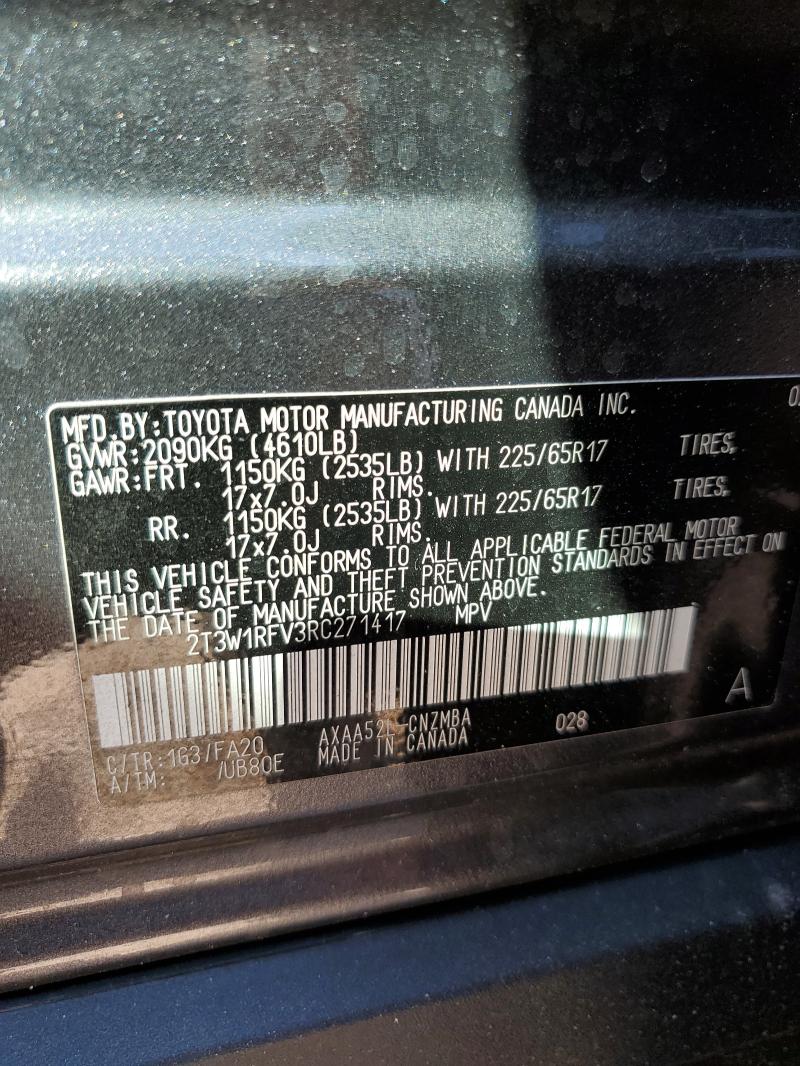 MFD.BY:TOYOTA MOTOR MANUFACTURING CANADA INC.
GVWR:2090KG (4610LB)
GAWR:FRT. 1150KG (2535LB) WITH 225/65R17 TIRES,
17x7.0J RIMS.
RR. 1150KG (2535LB) WITH 225/65R17 TIRES,
17x7.0J RIMS.
THIS VEHICLE CONFORMS TO ALL APPLICABLE FEDERAL MOTOR
VEHICLE SAFETY AND THEFT PREVENTION STANDARDS IN EFFECT ON
THE DATE OF MANUFACTURE SHOWN ABOVE.
2T3W1RFV3RC271417 MPV
A
C/TR:1G3/FA20 AXAA52L-CNZMBA 028
A/TM: /UB80E MADE IN CANADA